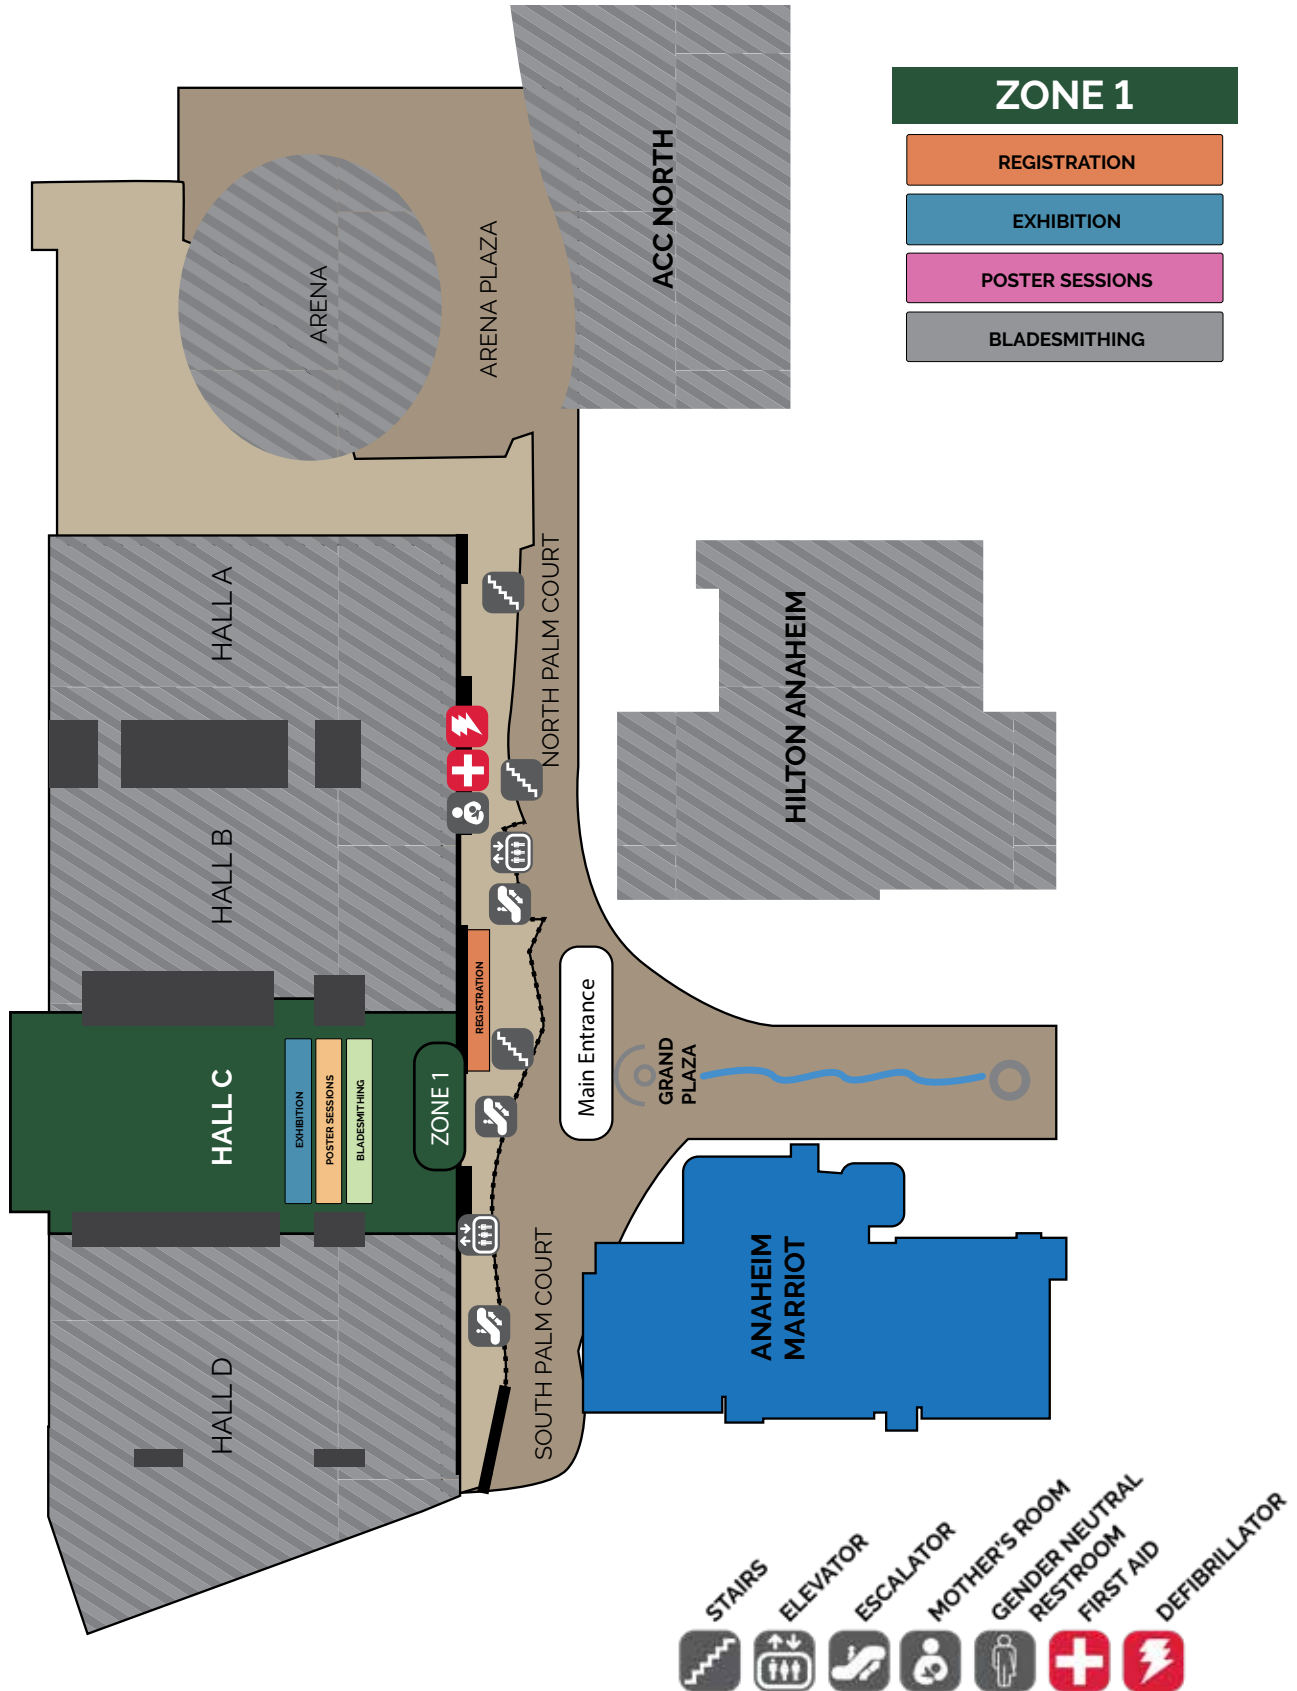 ZONE 1
REGISTRATION
EXHIBITION
POSTER SESSIONS
BLADESMITHING
ACC NORTH
ARENA
ARENA PLAZA
HALL A
NORTH PALM COURT
HILTON ANAHEIM
HALL B
REGISTRATION
Main Entrance
GRAND
PLAZA
HALL C
EXHIBITION
POSTER SESSIONS
BLADESMITHING
ZONE 1
SOUTH PALM COURT
ANAHEIM
MARRIOT
HALL D
STAIRS
ELEVATOR
ESCALATOR
MOTHER'S ROOM
GENDER NEUTRAL
RESTROOM
FIRST AID
DEFIBRILLATOR